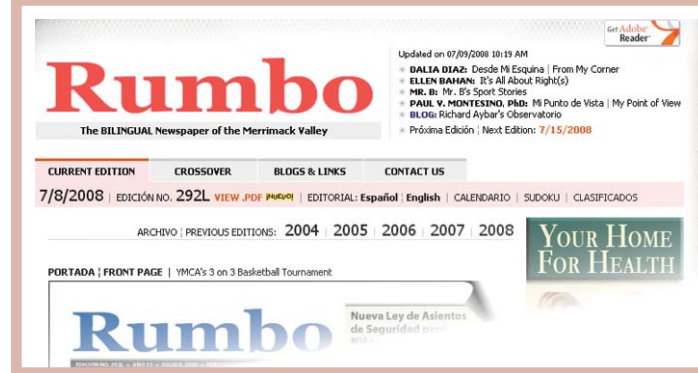 Get Adobe®
Reader®
Updated on 07/09/2008 10:19 AM
DALIA DIAZ: Desde Mi Esquina | From My Corner
ELLEN BAHAN: It's All About Right(s)
MR. B: Mr. B's Sport Stories
PAUL V. MONTESINO, PhD: Mi Punto de Vista | My Point of View
BLOG: Richard Aybar's Observatorio
Próxima Edición | Next Edition: 7/15/2008
Rumbo
The BILINGUAL Newspaper of the Merrimack Valley
CURRENT EDITION CROSSOVER BLOGS & LINKS CONTACT US
7/8/2008 | EDICIÓN NO. 292L VIEW .PDF ¡NUEVO! | EDITORIAL: Español | English | CALENDARIO | SUDOKU | CLASIFICADOS
ARCHIVO | PREVIOUS EDITIONS: 2004 | 2005 | 2006 | 2007 | 2008
YOUR HOME
FOR HEALTH
PORTADA | FRONT PAGE | YMCA's 3 on 3 Basketball Tournament
Nueva Ley de Asientos
de Seguridad para
Rumbo